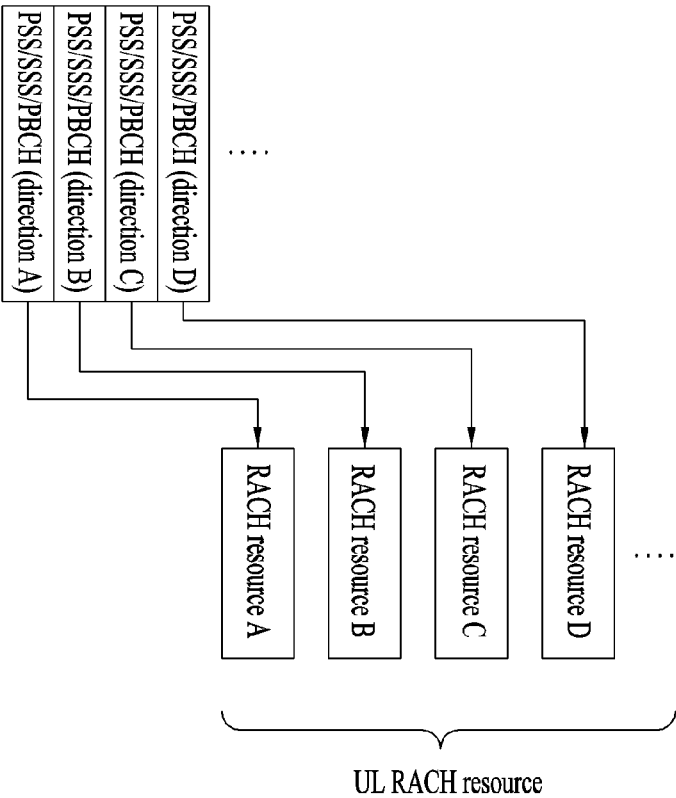 PSS/SSS/PBCH (direction A)
PSS/SSS/PBCH (direction B)
PSS/SSS/PBCH (direction C)
PSS/SSS/PBCH (direction D)
....
RACH resource A
RACH resource B
RACH resource C
RACH resource D
....
UL RACH resource